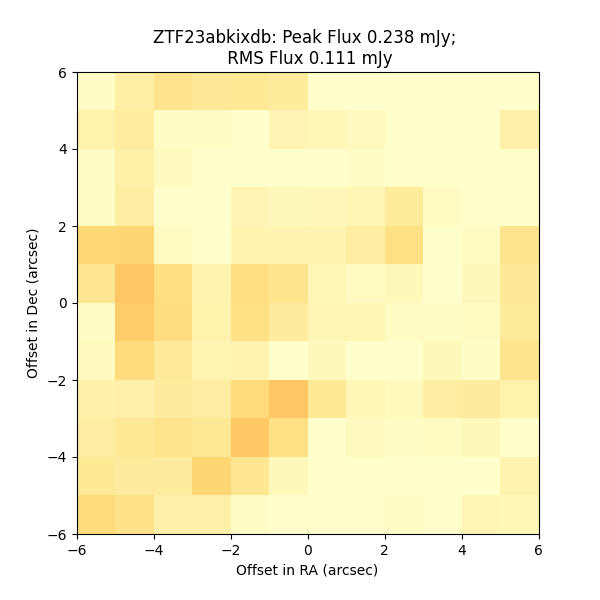 ZTF23abkixdb: Peak Flux 0.238 mJy;
RMS Flux 0.111 mJy
6
4
2
0
−2
−4
−6
Offset in Dec (arcsec)
−6 −4 −2 0 2 4 6
Offset in RA (arcsec)